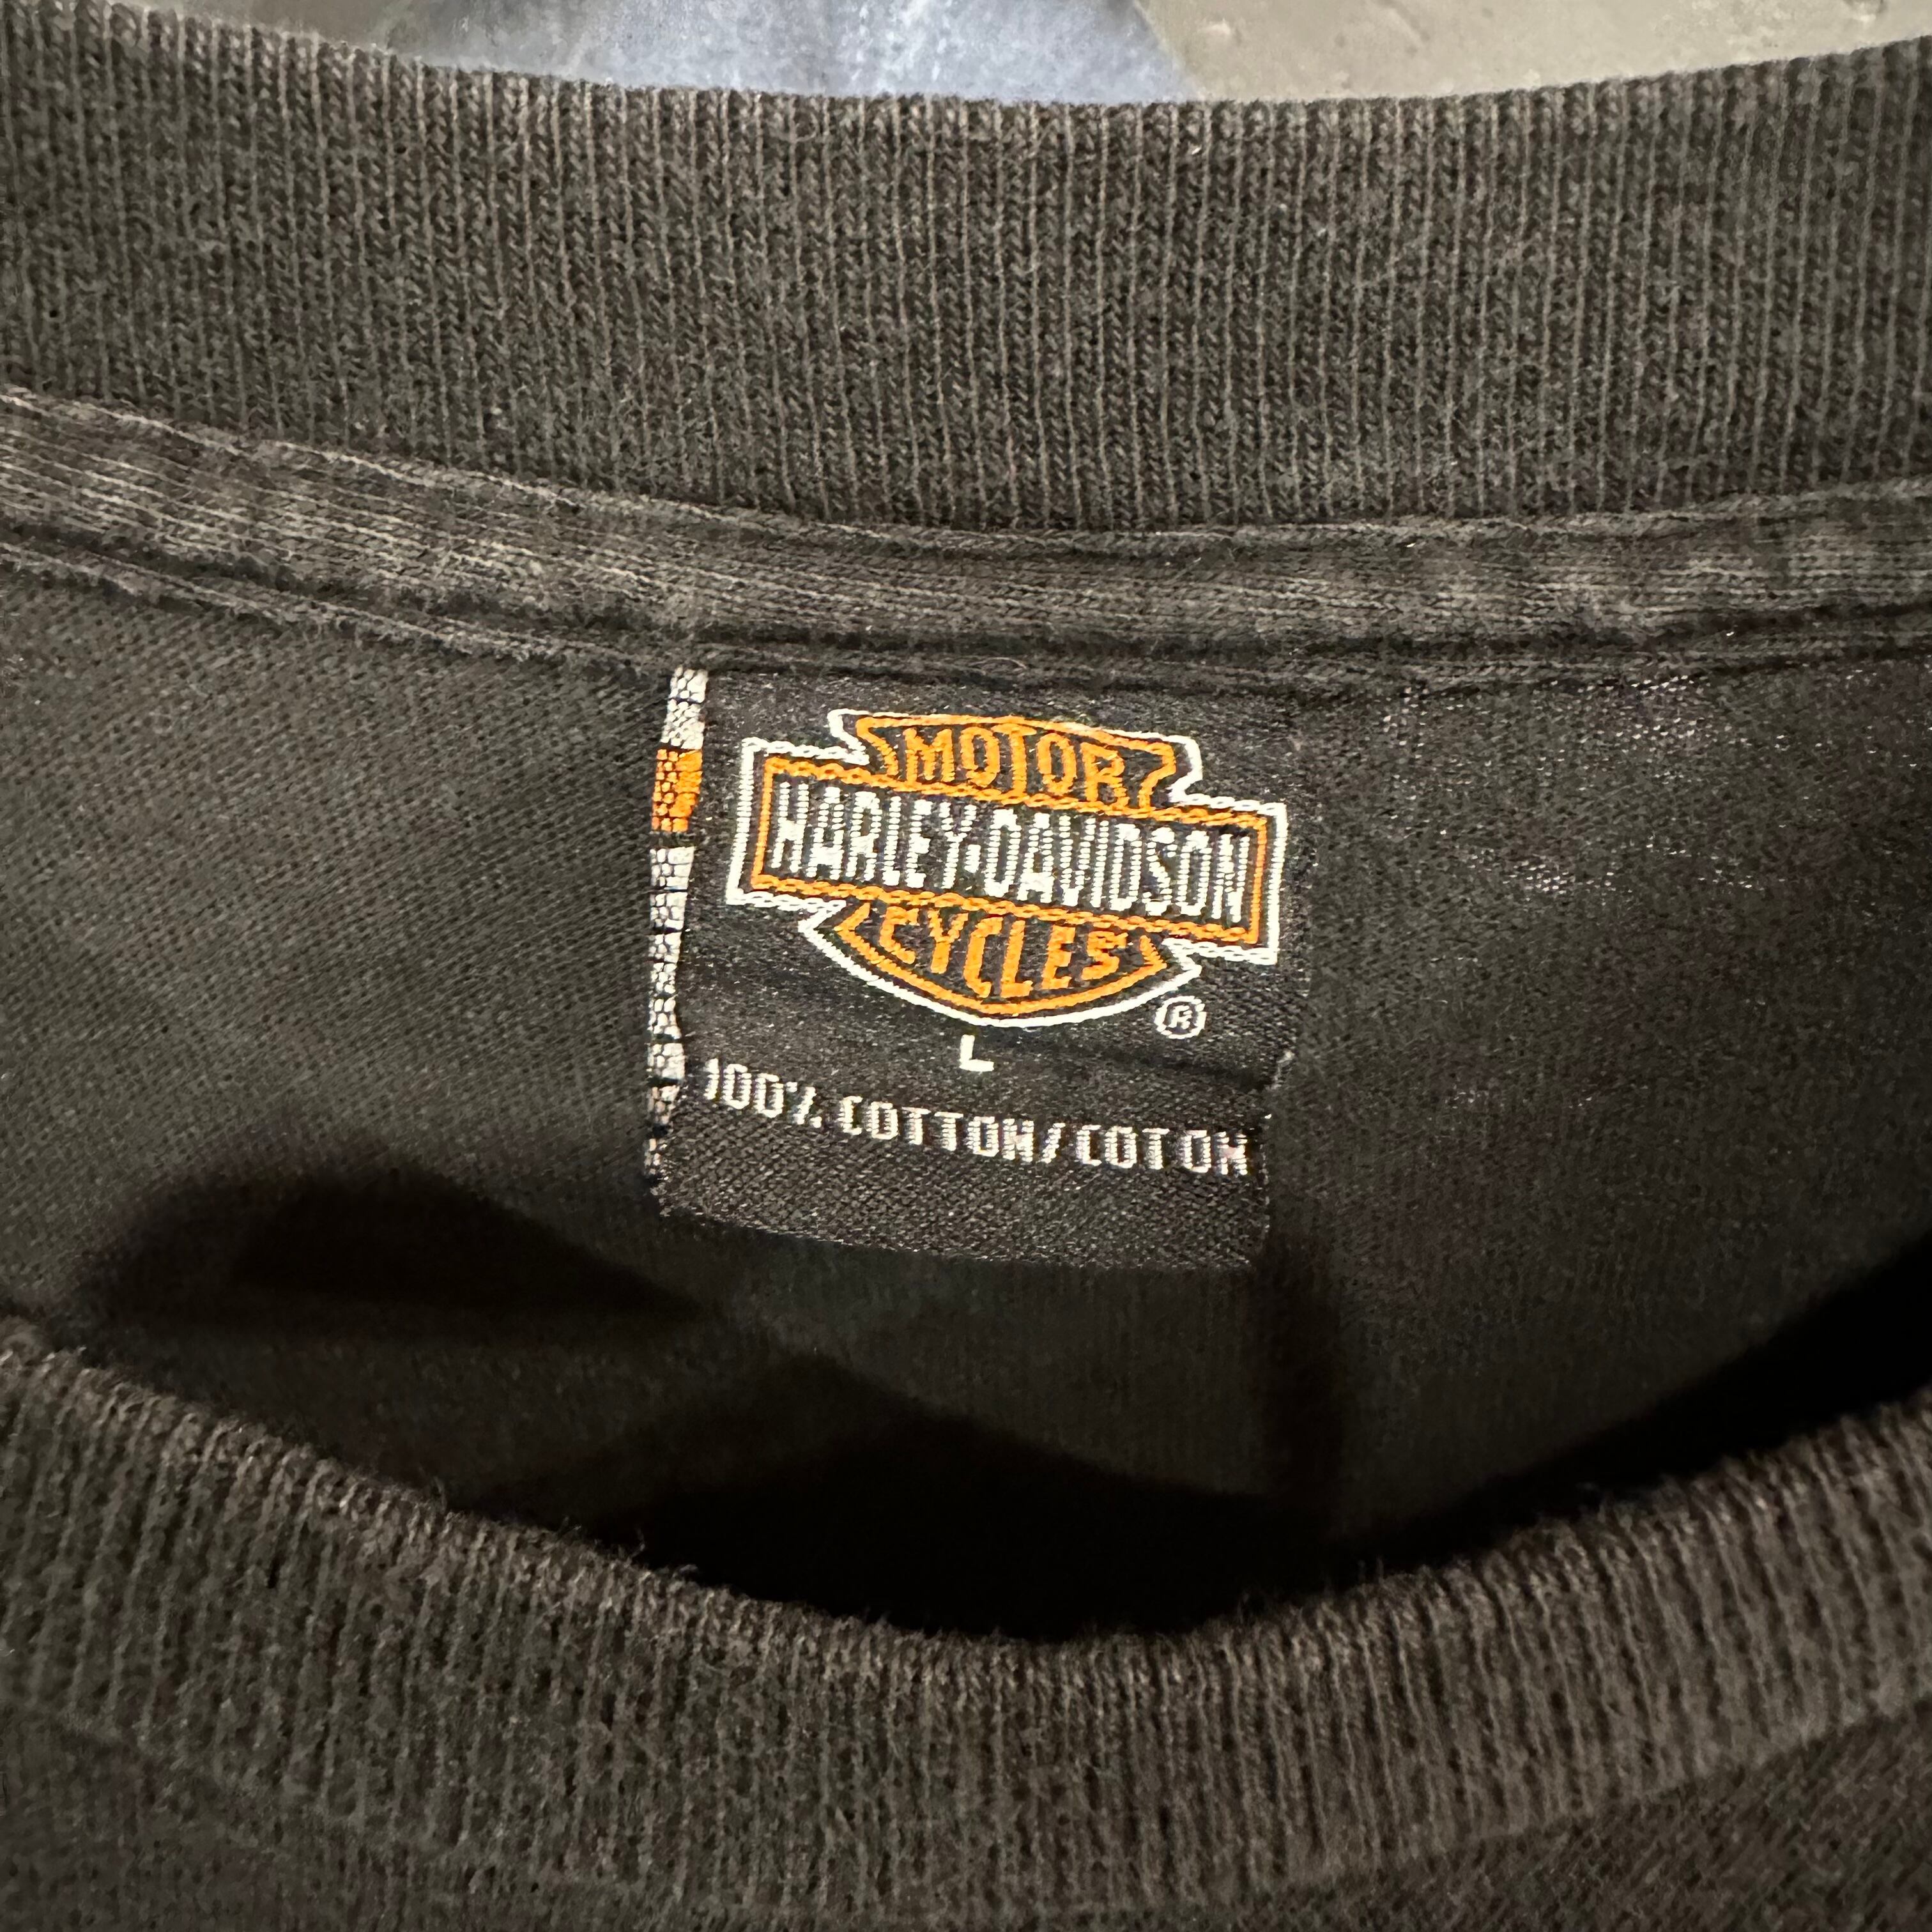 MOTOR
HARLEY-DAVIDSON
CYCLES
®
L
100% COTTON/COTON